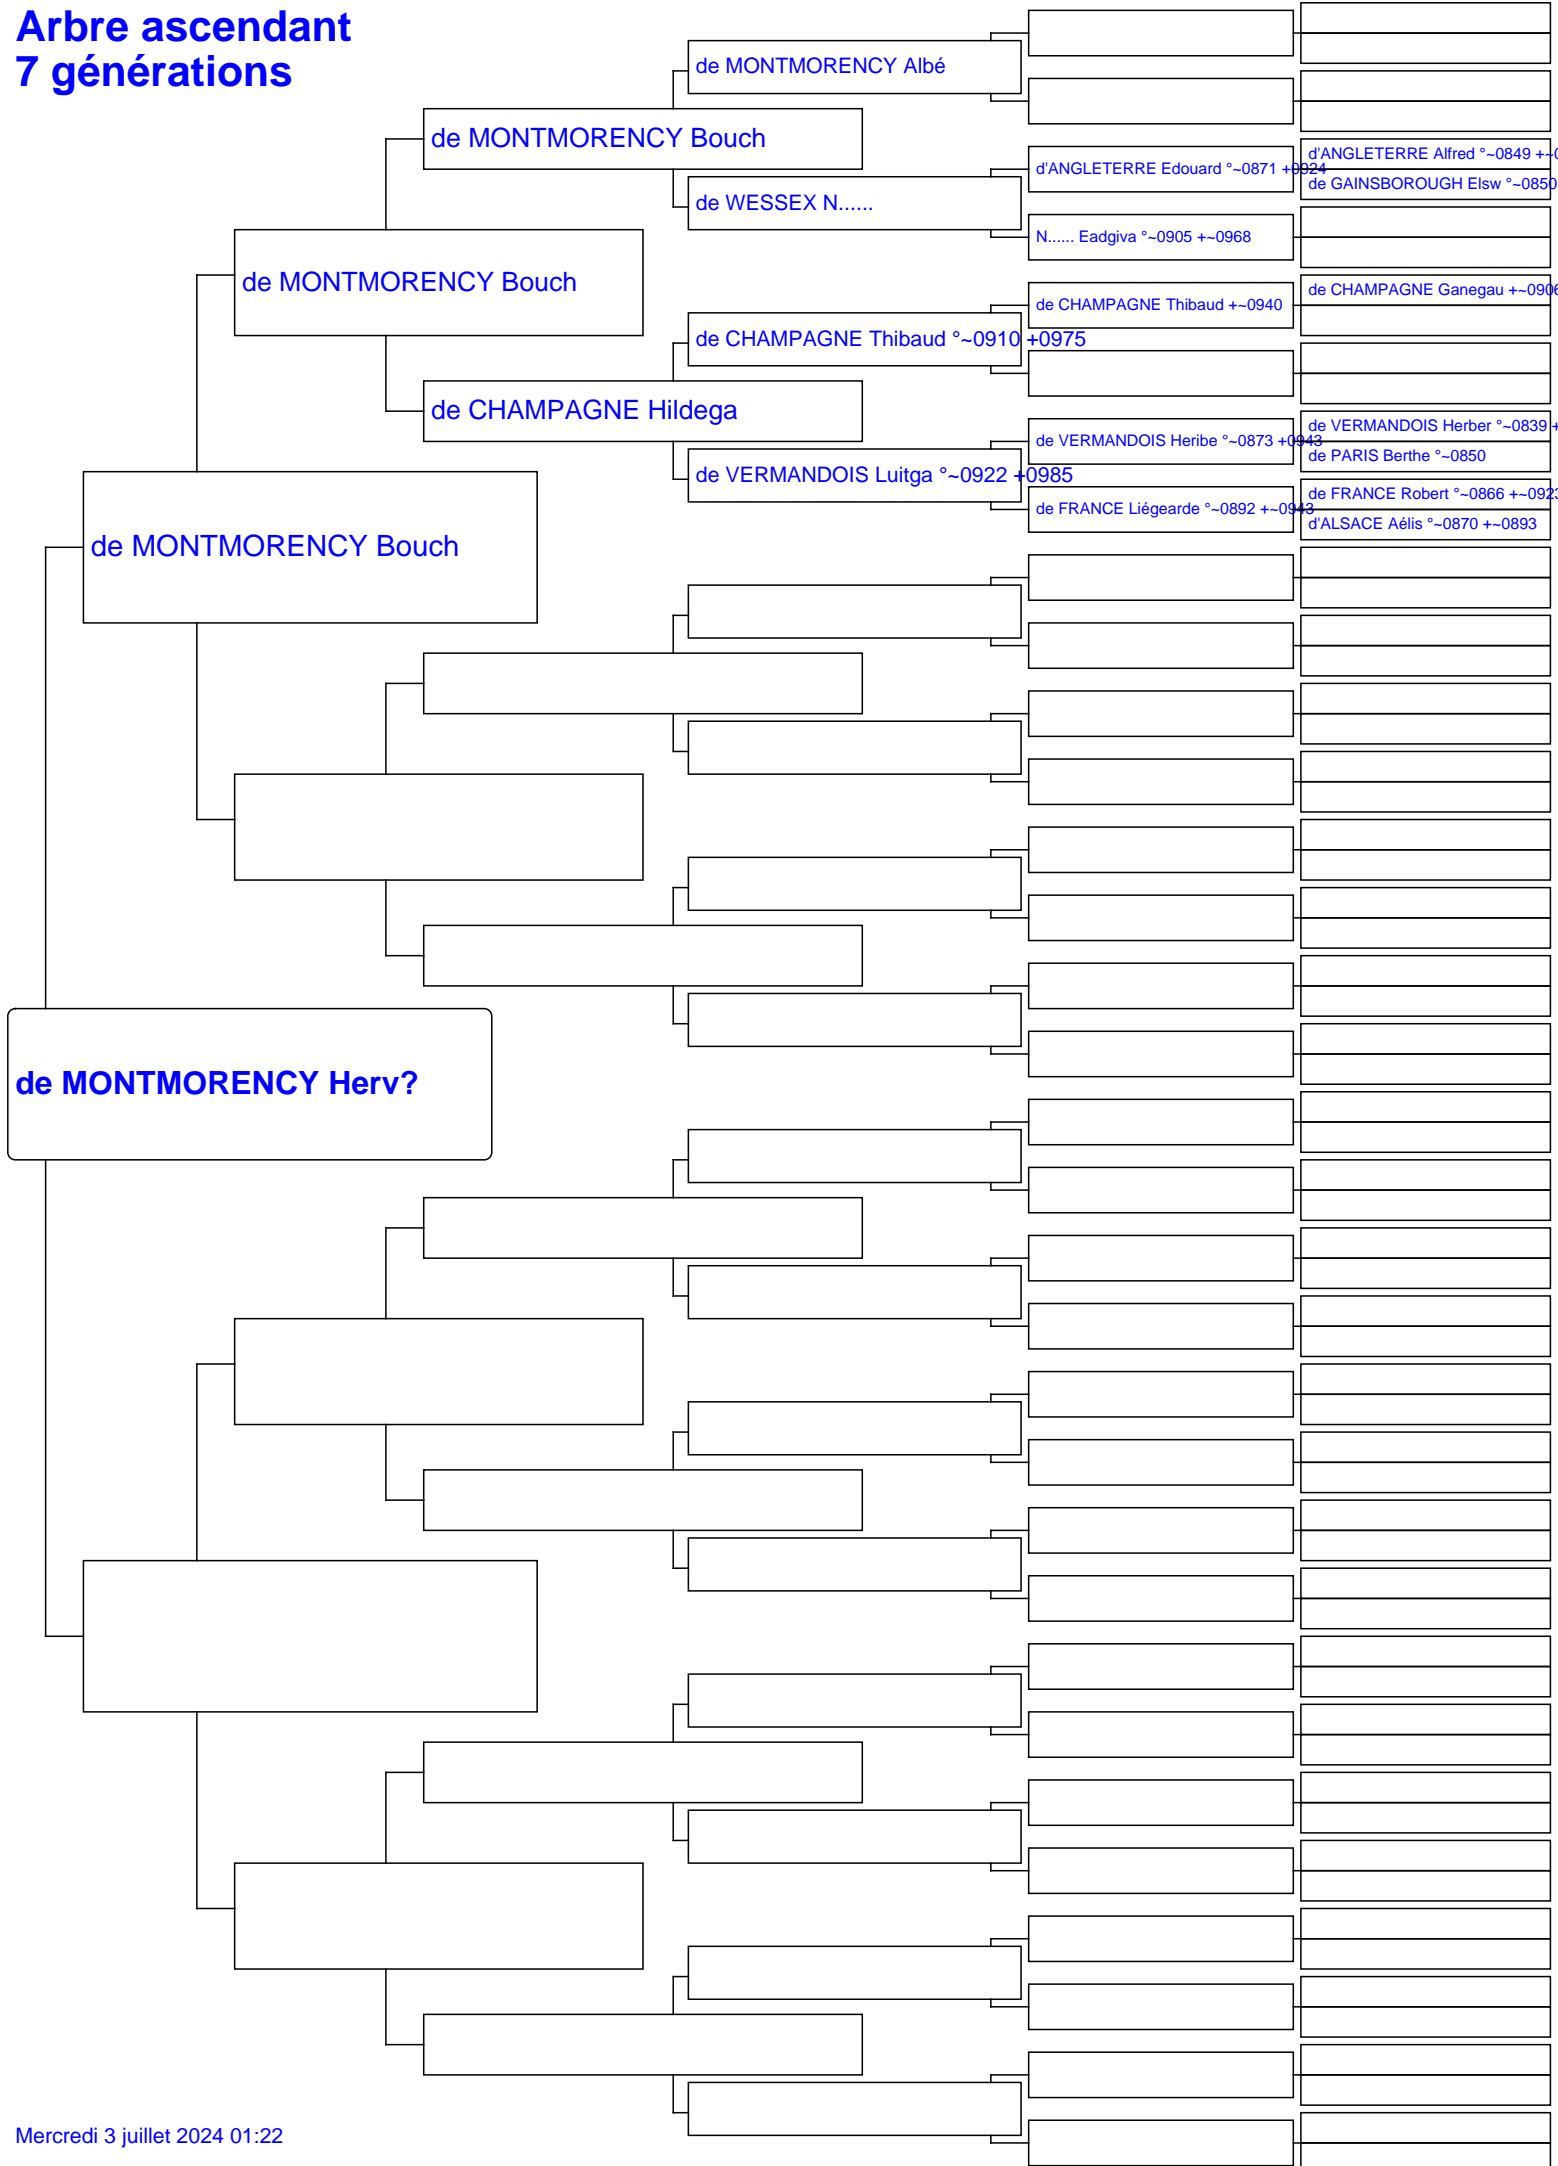 Arbre ascendant
7 générations
de MONTMORENCY Albé
de MONTMORENCY Bouch
d'ANGLETERRE Alfred °~0849 +~0
d'ANGLETERRE Edouard °~0871 +0924
de GAINSBOROUGH Elsw °~0850
de WESSEX N......
N...... Eadgiva °~0905 +~0968
de MONTMORENCY Bouch
de CHAMPAGNE Ganegau +~0906
de CHAMPAGNE Thibaud +~0940
de CHAMPAGNE Thibaud °~0910 +0975
de CHAMPAGNE Hildega
de VERMANDOIS Herber °~0839 +
de VERMANDOIS Heribe °~0873 +0943
de PARIS Berthe °~0850
de VERMANDOIS Luitga °~0922 +0985
de FRANCE Robert °~0866 +~0923
de FRANCE Liégearde °~0892 +~0943
d'ALSACE Aélis °~0870 +~0893
de MONTMORENCY Bouch
de MONTMORENCY Herv?
Mercredi 3 juillet 2024 01:22